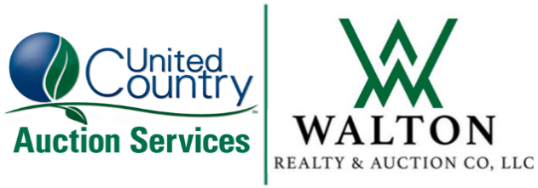 United
Country
Auction Services
WALTON
REALTY & AUCTION CO, LLC